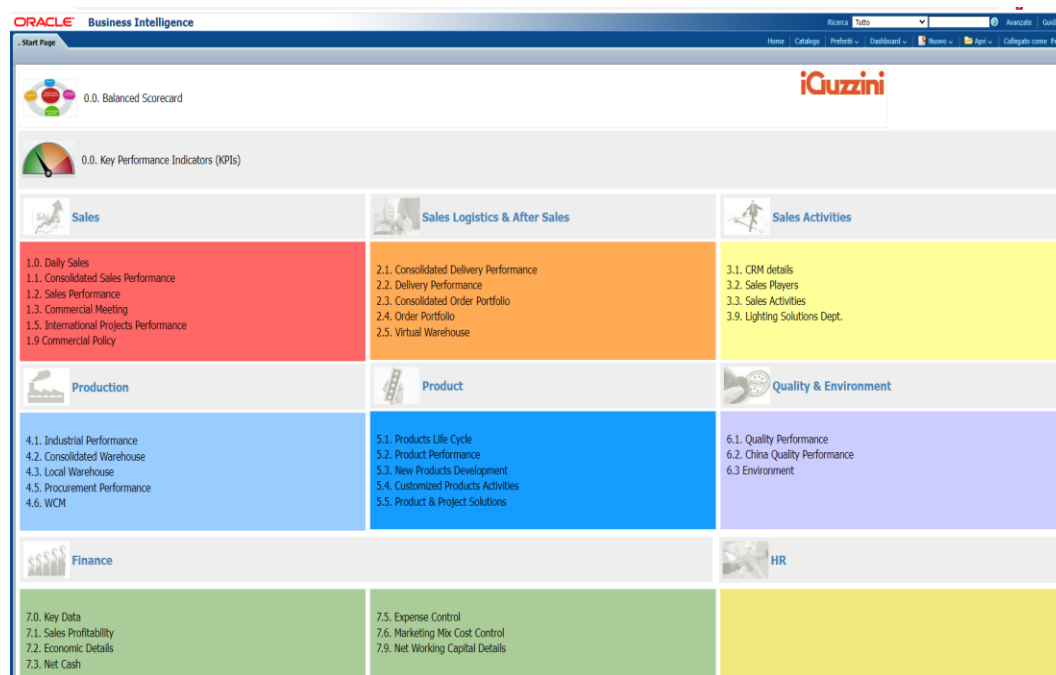 ORACLE Business Intelligence
Ricerca Tutto Avanzate Guid
. Start Page
Home Catalogo Preferiti Dashboard Nuovo Apri Collegato come
iGuzzini
0.0. Balanced Scorecard
0.0. Key Performance Indicators (KPIs)
Sales
Sales Logistics & After Sales
Sales Activities
1.0. Daily Sales
1.1. Consolidated Sales Performance
1.2. Sales Performance
1.3. Commercial Meeting
1.5. International Projects Performance
1.9 Commercial Policy
2.1. Consolidated Delivery Performance
2.2. Delivery Performance
2.3. Consolidated Order Portfolio
2.4. Order Portfolio
2.5. Virtual Warehouse
3.1. CRM details
3.2. Sales Players
3.3. Sales Activities
3.9. Lighting Solutions Dept.
Production
Product
Quality & Environment
4.1. Industrial Performance
4.2. Consolidated Warehouse
4.3. Local Warehouse
4.5. Procurement Performance
4.6. WCM
5.1. Products Life Cycle
5.2. Product Performance
5.3. New Products Development
5.4. Customized Products Activities
5.5. Product & Project Solutions
6.1. Quality Performance
6.2. China Quality Performance
6.3 Environment
Finance
HR
7.0. Key Data
7.1. Sales Profitability
7.2. Economic Details
7.3. Net Cash
7.5. Expense Control
7.6. Marketing Mix Cost Control
7.9. Net Working Capital Details